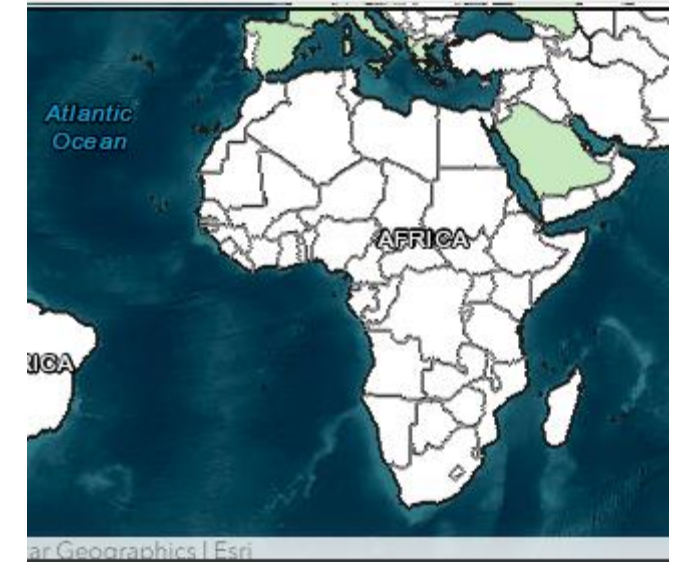 Atlantic
Ocean
AFRICA
RICA
ar Geographics | Esri